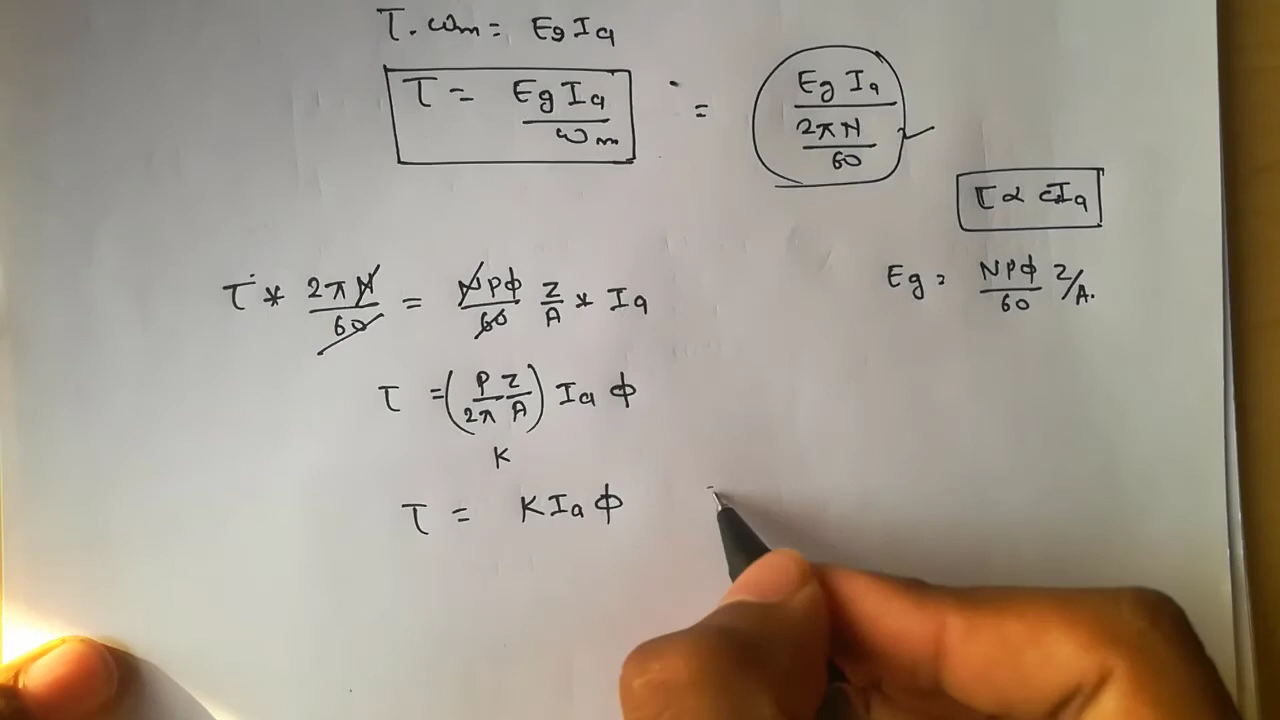 T. ωm = Eg Ia
T = Eg Ia / ωm = Eg Ia / (2πN / 60)
T ∝ Ia
T * 2πN / 60 = NPϕ / 60 Z / A * Ia
Eg = NPϕ / 60 Z/A.
T = (P / 2π Z / A) Ia ϕ
K
T = K Ia ϕ